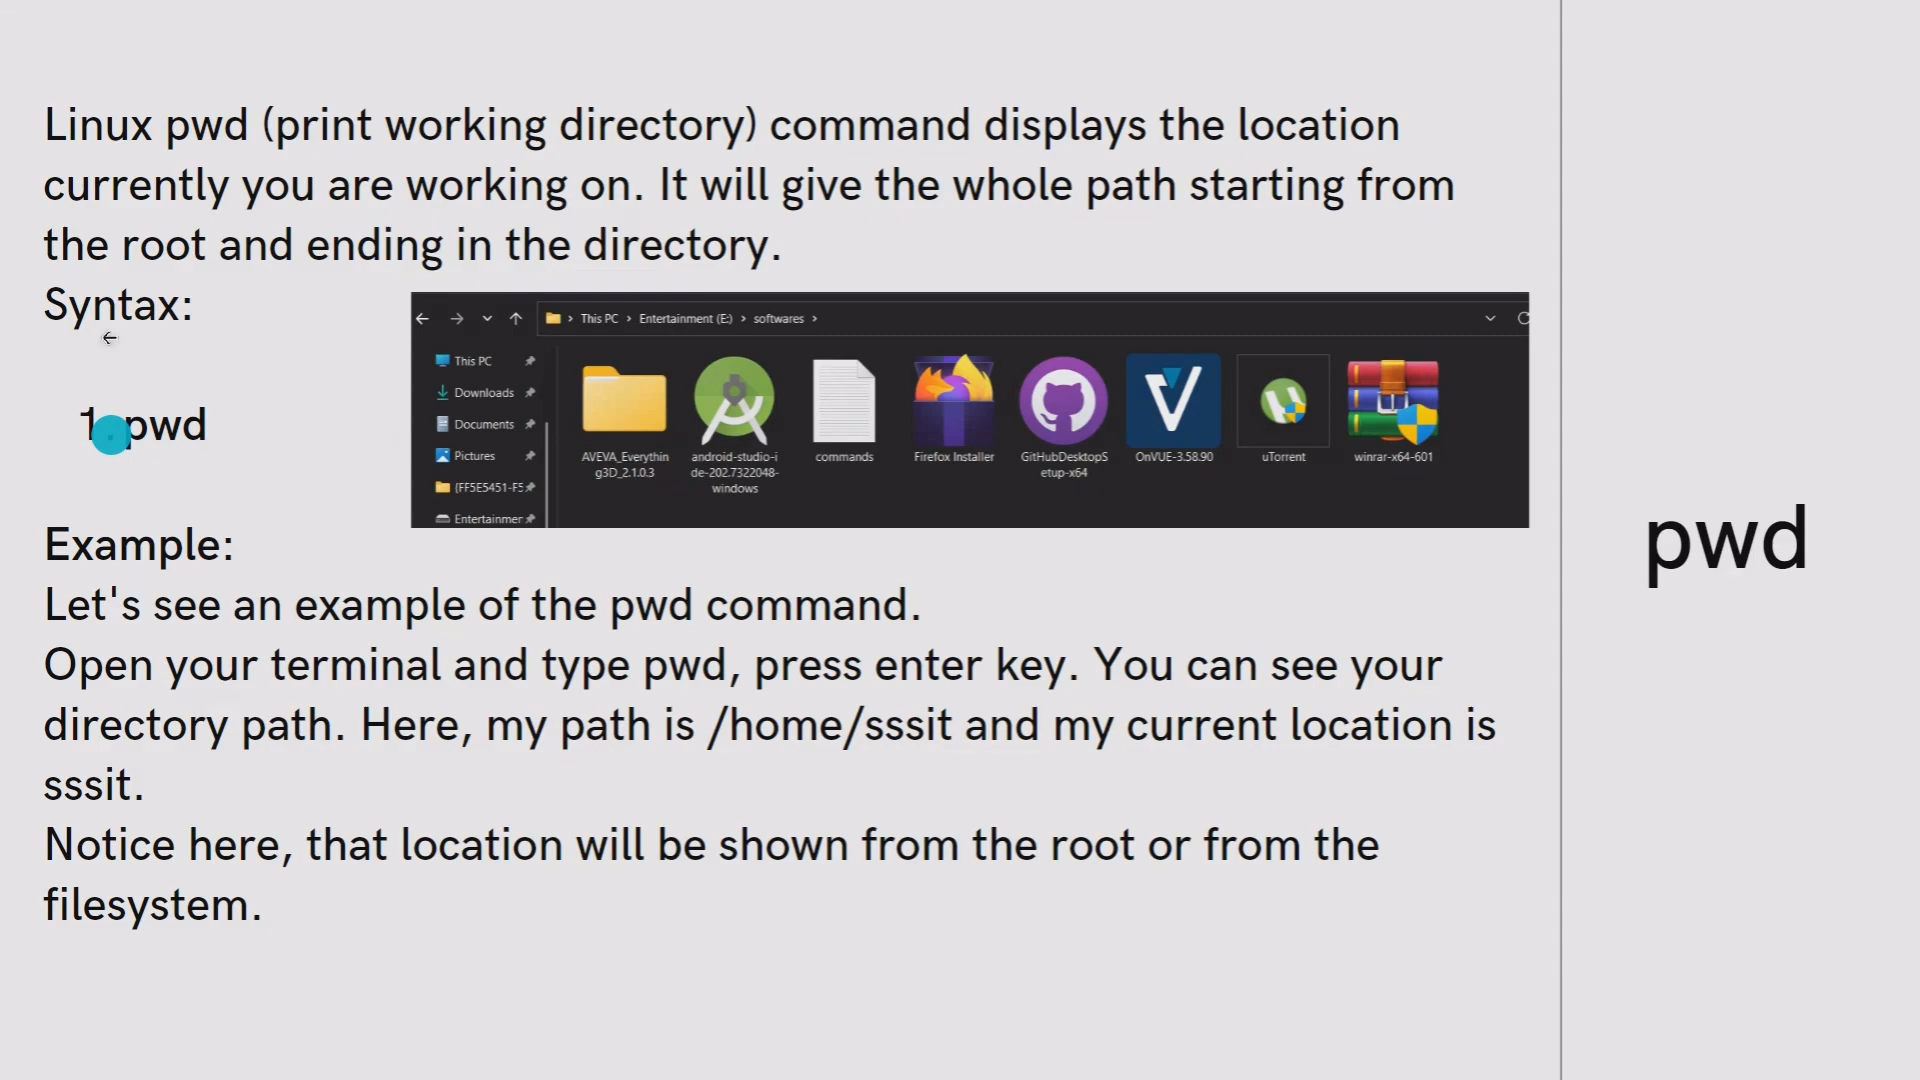 Linux pwd (print working directory) command displays the location
currently you are working on. It will give the whole path starting from
the root and ending in the directory.
Syntax:
1. pwd
This PC > Entertainment (E:) > softwares >
This PC
Downloads
Documents
Pictures
{FF5E5451-F5
Entertainmer
AVEVA_Everythin
g3D_2.1.0.3
android-studio-i
de-202.7322048-
windows
commands
Firefox Installer
GitHubDesktopS
etup-x64
OnVUE-3.58.90
uTorrent
winrar-x64-601
Example:
Let's see an example of the pwd command.
Open your terminal and type pwd, press enter key. You can see your
directory path. Here, my path is /home/sssit and my current location is
sssit.
Notice here, that location will be shown from the root or from the
filesystem.
pwd